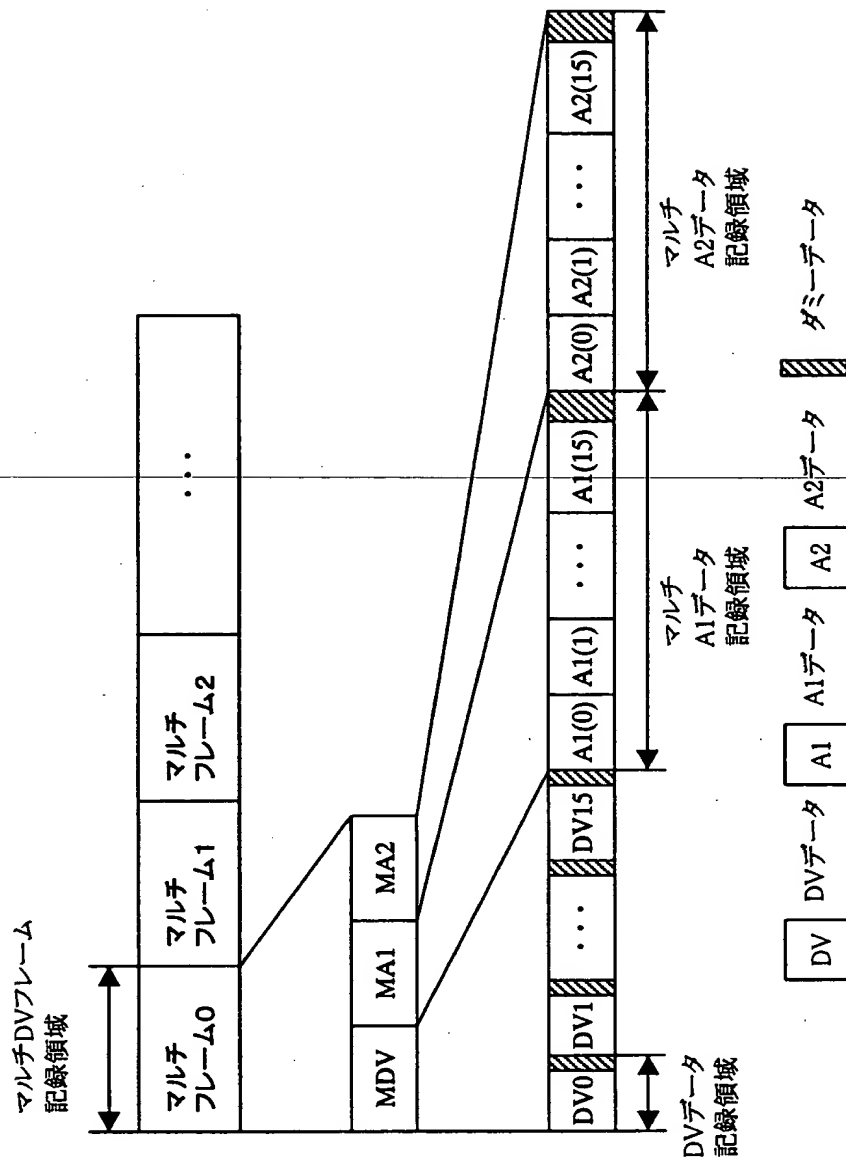 マルチDVフレーム
記録領域
マルチ
フレーム0
マルチ
フレーム1
マルチ
フレーム2
・・・
MDV
MA1
MA2
DV0
DV1
・・・
DV15
A1(0)
A1(1)
・・・
A1(15)
A2(0)
A2(1)
・・・
A2(15)
DVデータ
記録領域
マルチ
A1データ
記録領域
マルチ
A2データ
記録領域
DV
DVデータ
A1
A1データ
A2
A2データ
ダミーデータ